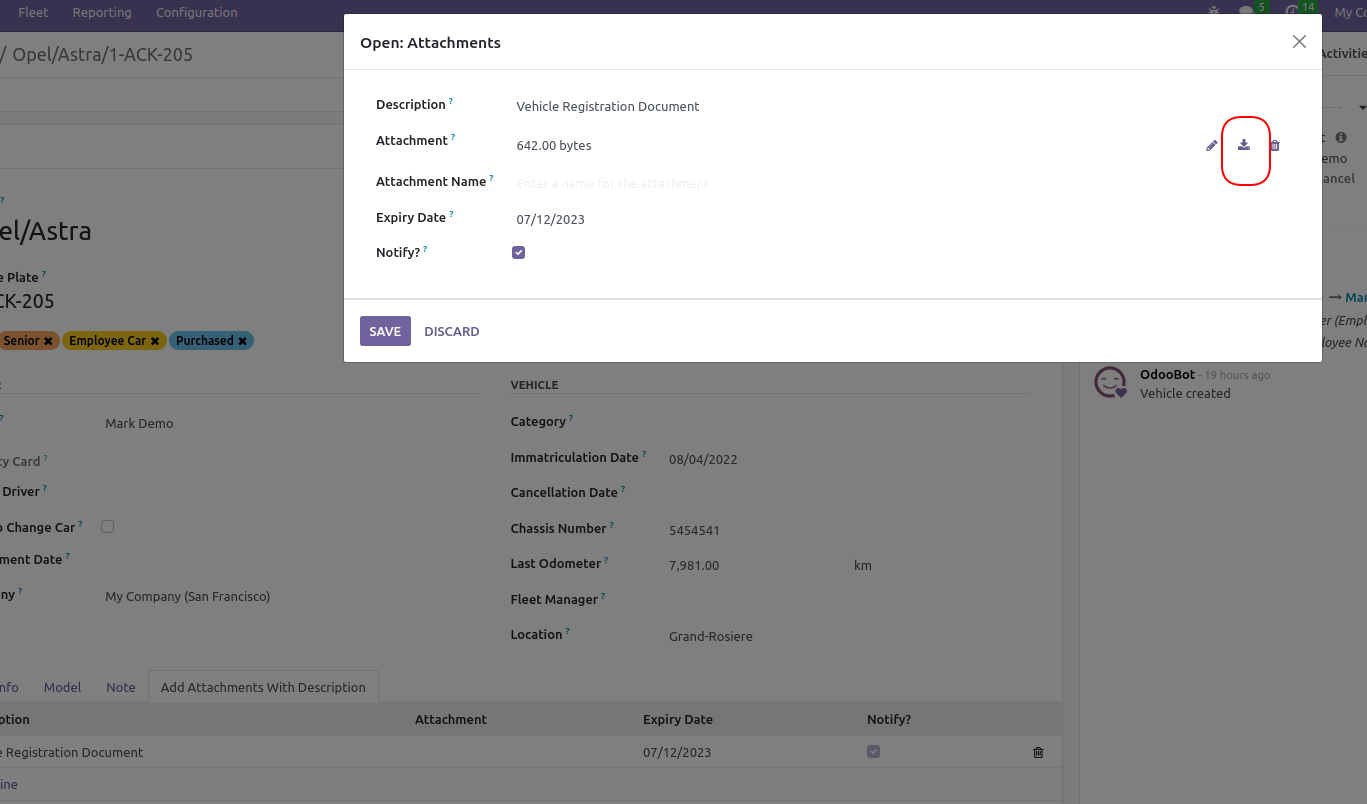 Fleet Reporting Configuration 5 14 My Co
/ Opel/Astra/1-ACK-205
Open: Attachments
Activitie
Description ? Vehicle Registration Document
Attachment ? 642.00 bytes
Attachment Name ? Enter a name for the attachment
emo
ancel
Expiry Date ? 07/12/2023
el/Astra
Notify? ?
e Plate ?
CK-205
→ Mar
er (Empl
Senior ✖ Employee Car ✖ Purchased ✖
SAVE DISCARD
loyee No
OdooBot - 19 hours ago
Vehicle created
VEHICLE
? Mark Demo
Category ?
ty Card ?
Immatriculation Date ? 08/04/2022
Driver ?
Cancellation Date ?
o Change Car ?
Chassis Number ? 5454541
ment Date ?
Last Odometer ? 7,981.00 km
ny ? My Company (San Francisco)
Fleet Manager ?
Location ? Grand-Rosiere
nfo Model Note Add Attachments With Description
ption Attachment Expiry Date Notify?
e Registration Document 07/12/2023
ine